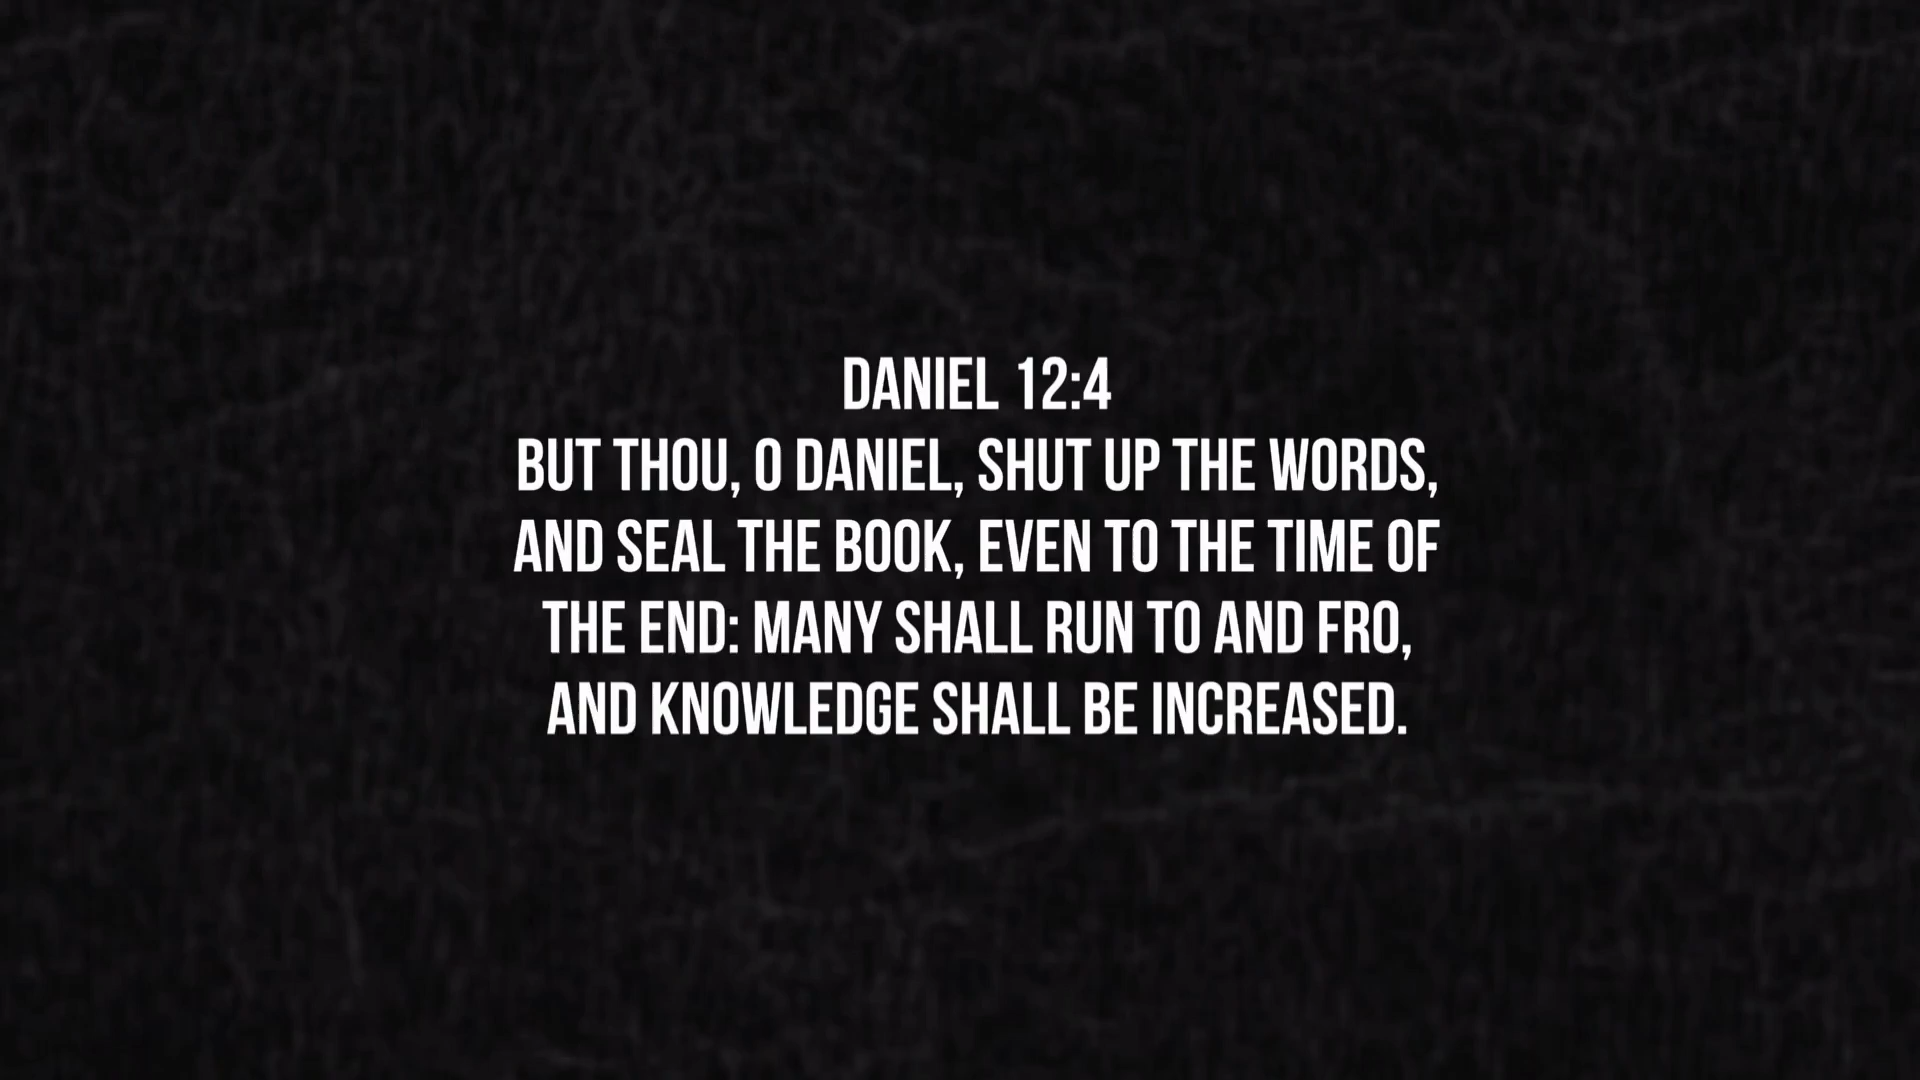 DANIEL 12:4
BUT THOU, O DANIEL, SHUT UP THE WORDS,
AND SEAL THE BOOK, EVEN TO THE TIME OF
THE END: MANY SHALL RUN TO AND FRO,
AND KNOWLEDGE SHALL BE INCREASED.